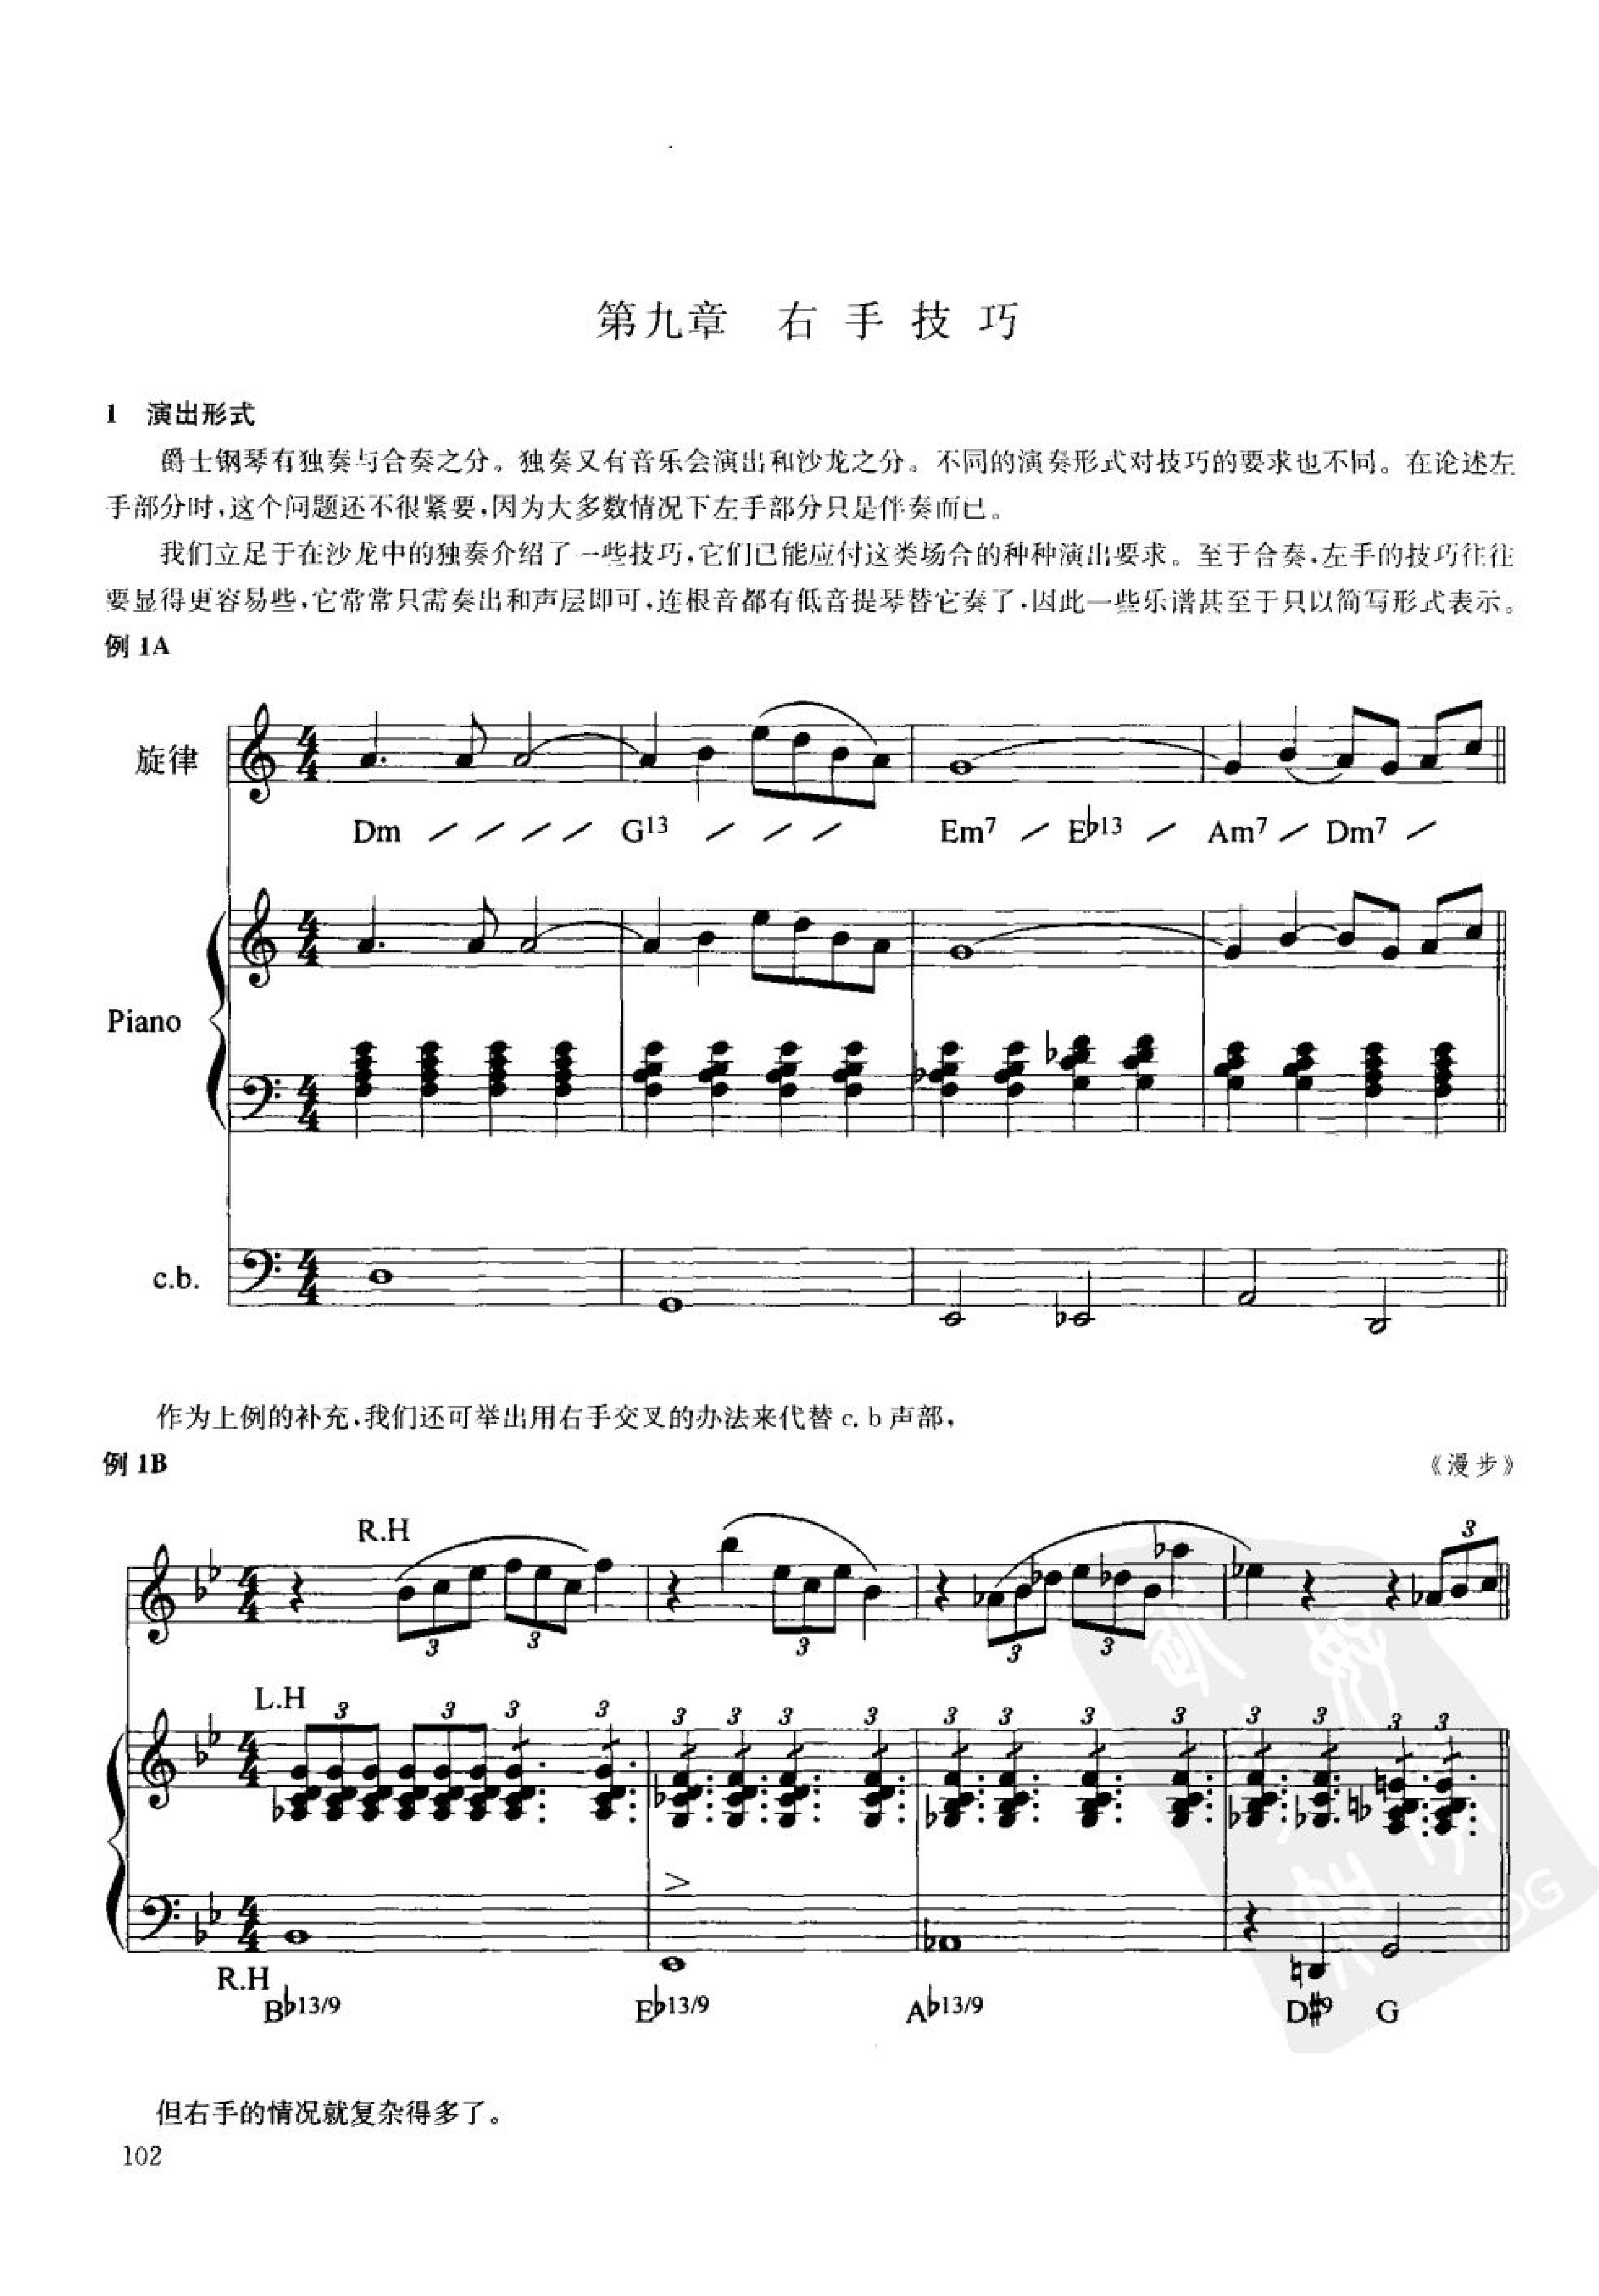 第九章 右手技巧
1 演出形式
爵士钢琴有独奏与合奏之分。独奏又有音乐会演出和沙龙之分。不同的演奏形式对技巧的要求也不同。在论述左
手部分时,这个问题还不很紧要,因为大多数情况下左手部分只是伴奏而已。
我们立足于在沙龙中的独奏介绍了一些技巧,它们已能应付这类场合的种种演出要求。至于合奏,左手的技巧往往
要显得更容易些,它常常只需奏出和声层即可,连根音都有低音提琴替它奏了,因此一些乐谱甚至于只以简写形式表示。
例 1A
旋律
Dm G13 Em7 E♭13 Am7 Dm7
Piano
c.b.
作为上例的补充,我们还可举出用右手交叉的办法来代替 c.b 声部,
例 1B 《漫步》
R.H 3
3 3 3 3 3
L.H 3 3 3 3 3 3 3 3 3 3 3 3 3 3 3 3
R.H
B♭13/9 E♭13/9 A♭13/9 D#9 G
PDG
但右手的情况就复杂得多了。
102